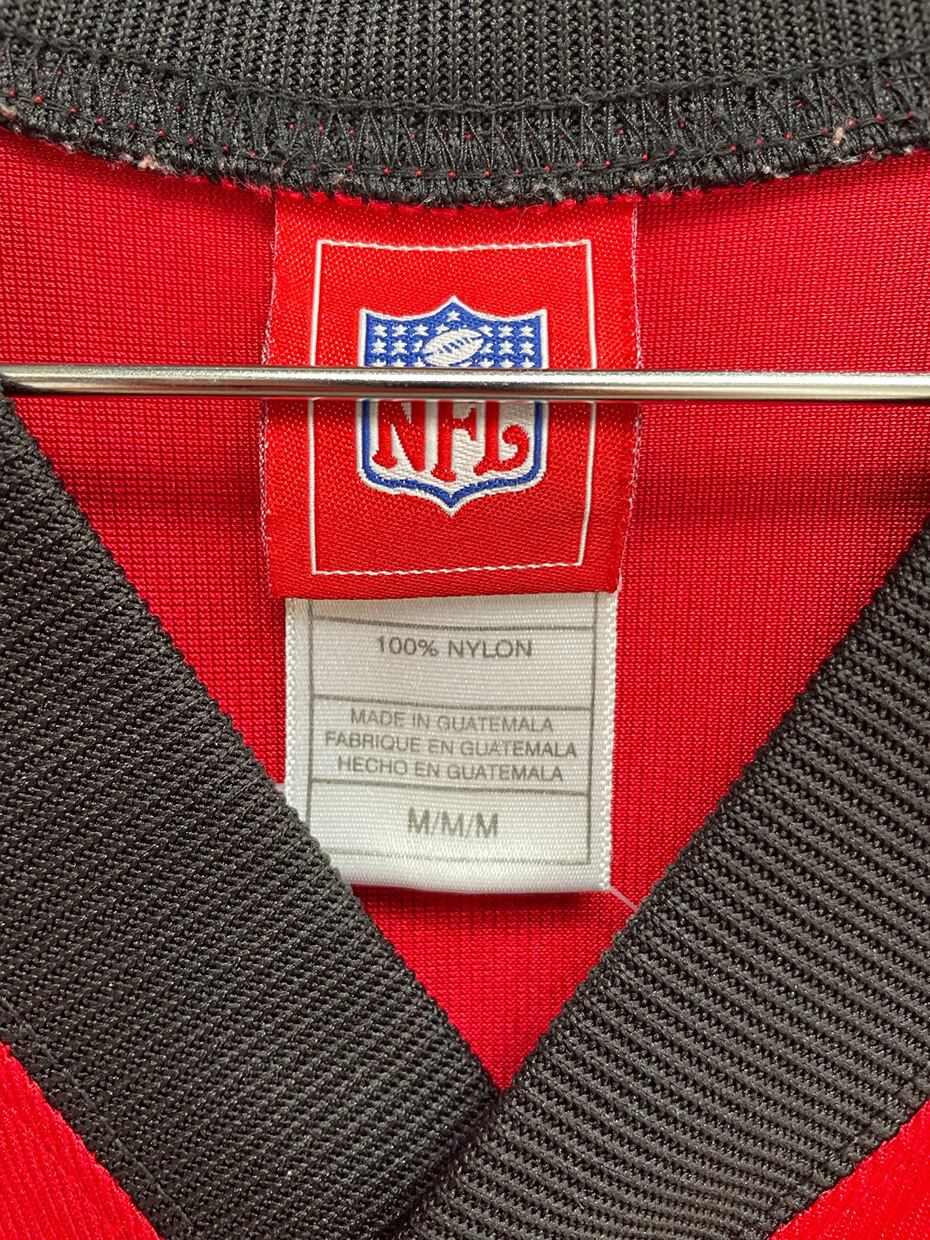 NFL
100% NYLON
MADE IN GUATEMALA
FABRIQUE EN GUATEMALA
HECHO EN GUATEMALA
M/M/M